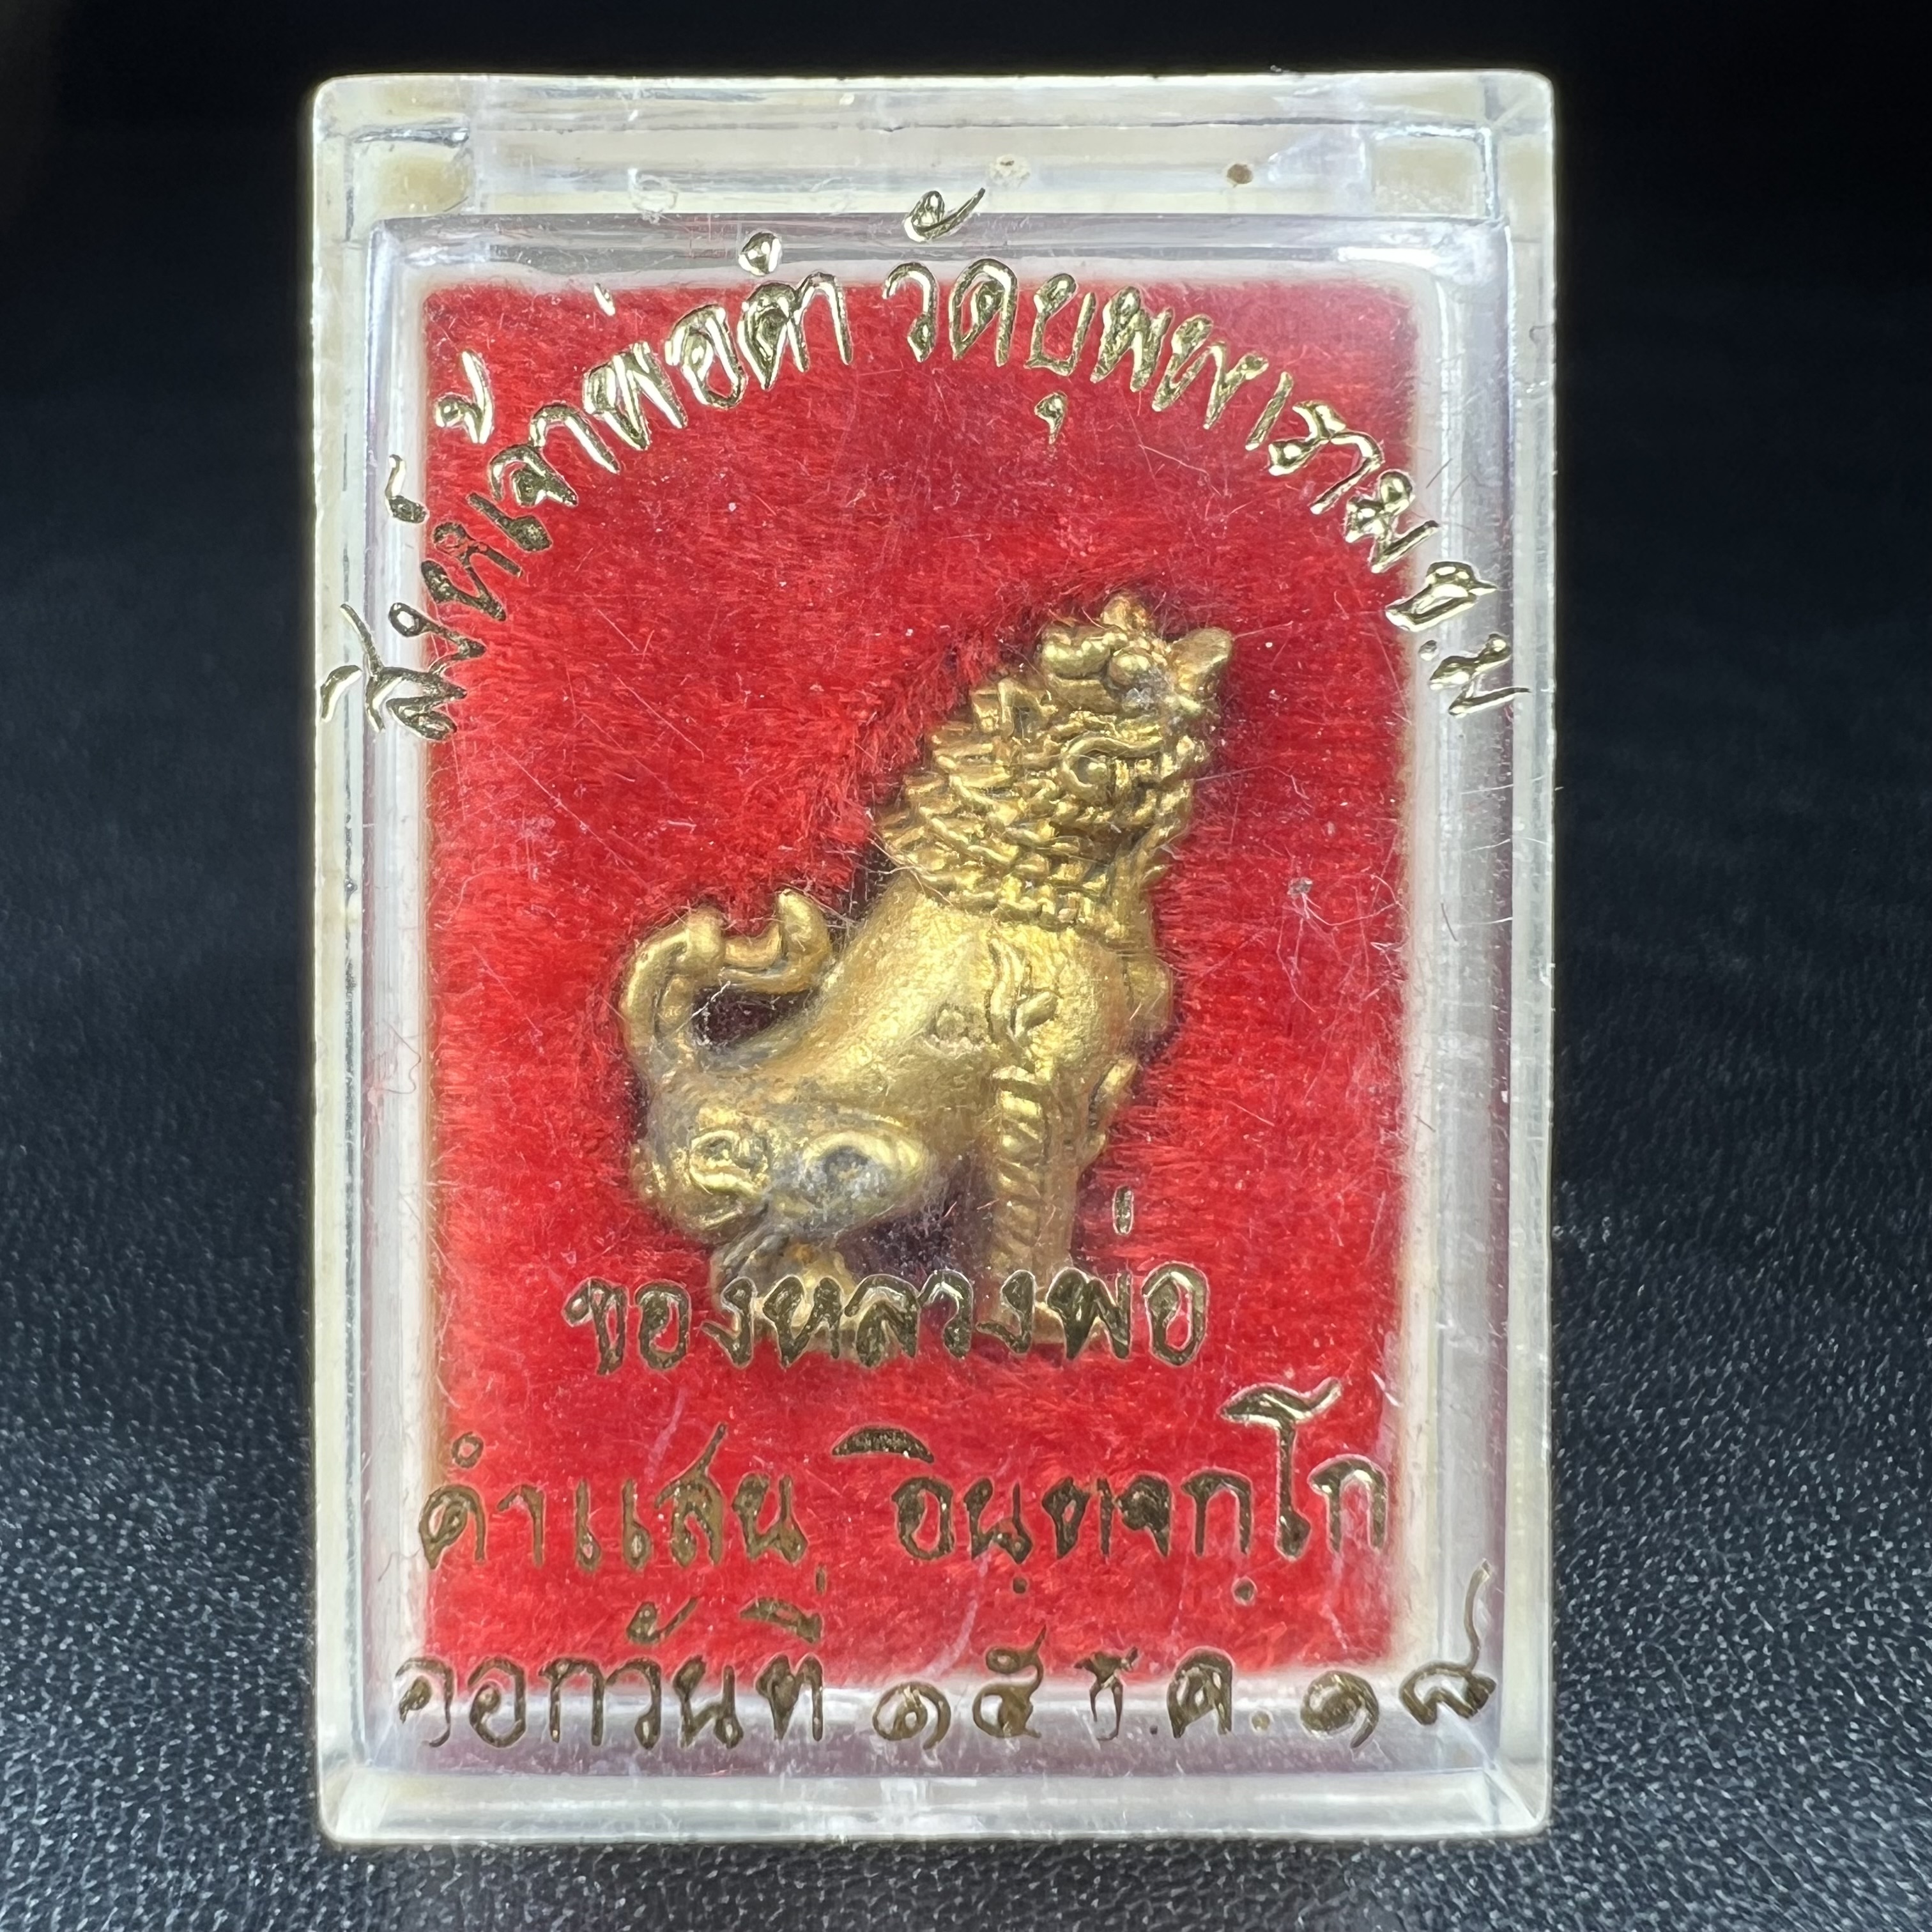 สิงห์เจ้าพ่อดำ วัดบุพพาราม ช.ม
ของหลวงพ่อ
คำแสน อินฺทจกฺโก
ออกวันที่ ๑๕ ธ.ค.๑๘